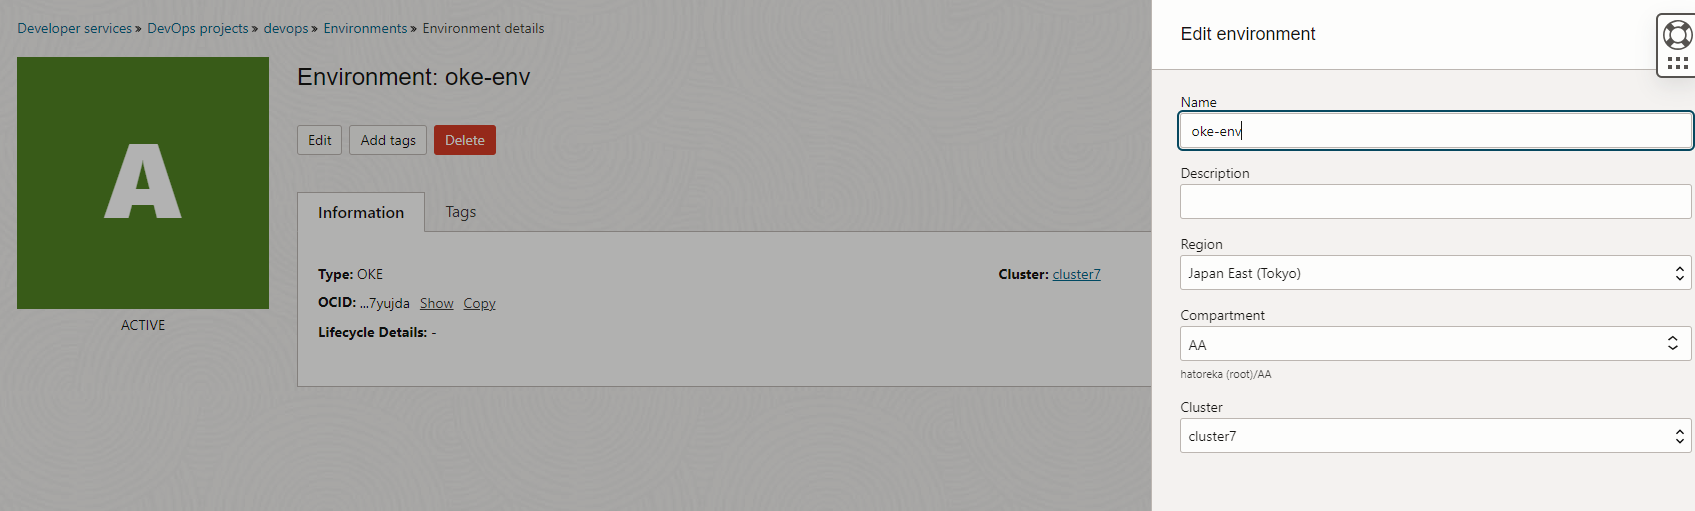 Developer services » DevOps projects » devops » Environments » Environment details
A
ACTIVE
Environment: oke-env
Edit Add tags Delete
Information Tags
Type: OKE
OCID: ...7yujda Show Copy
Lifecycle Details: -
Cluster: cluster7
Edit environment
Name
oke-env
Description
Region
Japan East (Tokyo)
Compartment
AA
hatoreka (root)/AA
Cluster
cluster7